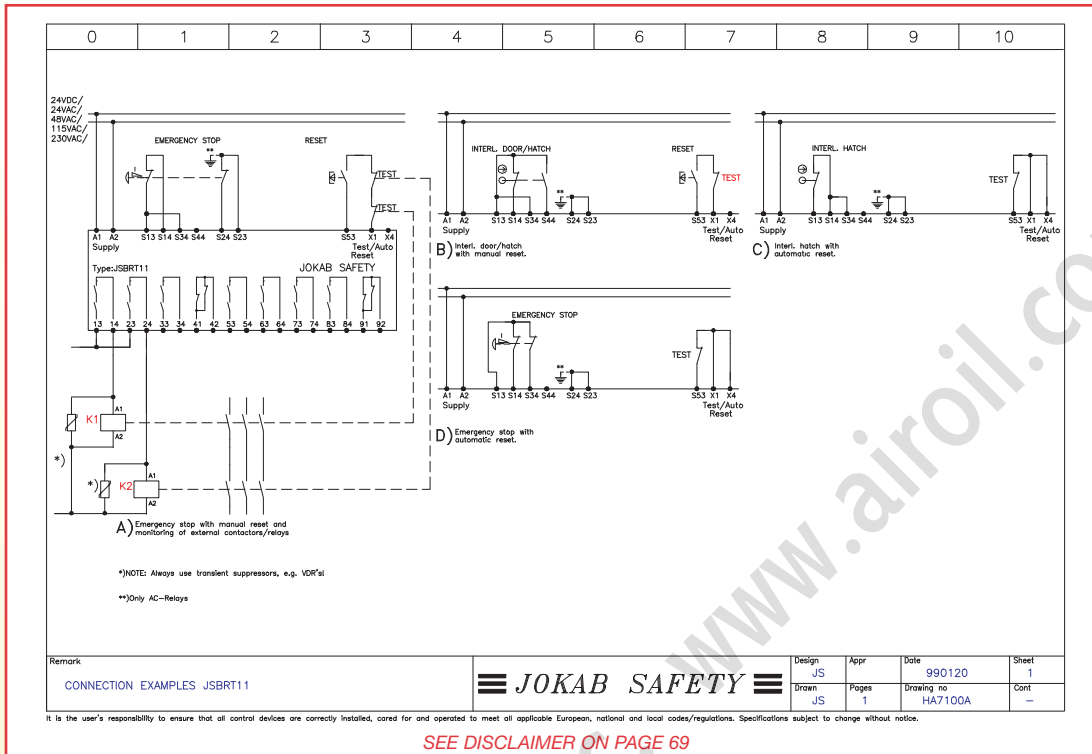 0 1 2 3 4 5 6 7 8 9 10
24VDC/
24VAC/
48VAC/
115VAC/
230VAC/
EMERGENCY STOP
**
RESET
TEST
TEST
A1 A2 S13 S14 S34 S44 S24 S23 S53 X1 X4
Supply
Test/Auto
Reset
Type:JSBRT11
JOKAB SAFETY
13 14 23 24 33 34 41 42 53 54 63 64 73 74 83 84 91 92
K1
A1
A2
*)
*)
K2
A1
A2
A) Emergency stop with manual reset and
monitoring of external contactors/relays
*)NOTE: Always use transient suppressors, e.g. VDR's!
**)Only AC-Relays
INTERL. DOOR/HATCH
**
RESET
TEST
A1 A2 S13 S14 S34 S44 S24 S23 S53 X1 X4
Supply
Test/Auto
Reset
B) Interl. door/hatch
with manual reset.
INTERL. HATCH
**
TEST
A1 A2 S13 S14 S34 S44 S24 S23 S53 X1 X4
Supply
Test/Auto
Reset
C) Interl. hatch with
automatic reset.
EMERGENCY STOP
**
TEST
A1 A2 S13 S14 S34 S44 S24 S23 S53 X1 X4
Supply
Test/Auto
Reset
D) Emergency stop with
automatic reset.
www.airoil.co
Remark
CONNECTION EXAMPLES JSBRT11
JOKAB SAFETY
Design
JS
Appr
Date
990120
Sheet
1
Drawn
JS
Pages
1
Drawing no
HA7100A
Cont
-
It is the user's responsibility to ensure that all control devices are correctly installed, cared for and operated to meet all applicable European, national and local codes/regulations. Specifications subject to change without notice.
SEE DISCLAIMER ON PAGE 69